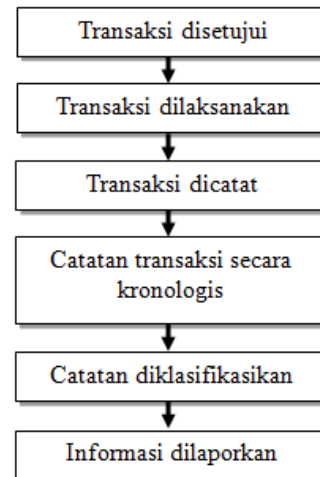 Transaksi disetujui
Transaksi dilaksanakan
Transaksi dicatat
Catatan transaksi secara
kronologis
Catatan diklasifikasikan
Informasi dilaporkan